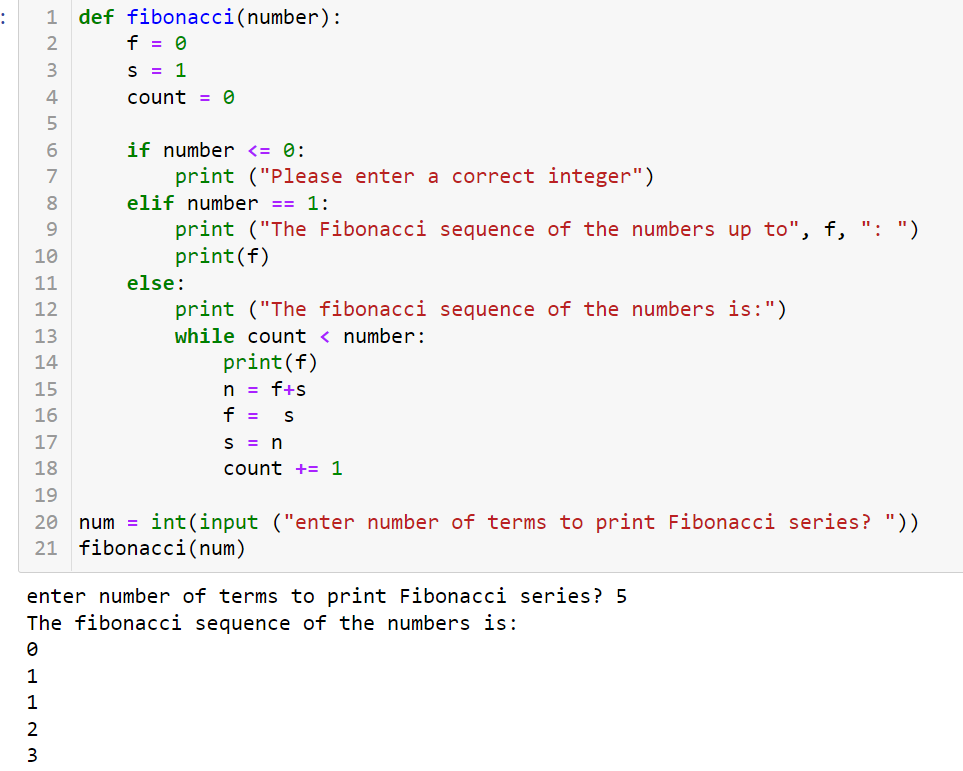 :
1 def fibonacci(number):
2     f = 0
3     s = 1
4     count = 0
5
6     if number <= 0:
7         print ("Please enter a correct integer")
8     elif number == 1:
9         print ("The Fibonacci sequence of the numbers up to", f, ": ")
10         print(f)
11     else:
12         print ("The fibonacci sequence of the numbers is:")
13         while count < number:
14             print(f)
15             n = f+s
16             f =  s
17             s = n
18             count += 1
19
20 num = int(input ("enter number of terms to print Fibonacci series? "))
21 fibonacci(num)
enter number of terms to print Fibonacci series? 5
The fibonacci sequence of the numbers is:
0
1
1
2
3